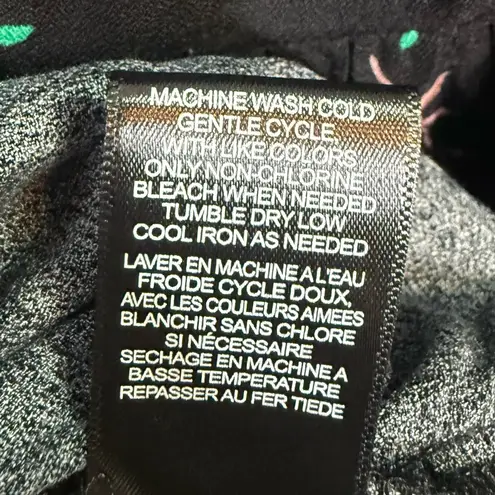 MACHINE WASH COLD
GENTLE CYCLE
WITH LIKE COLORS
ONLY NON-CHLORINE
BLEACH WHEN NEEDED
TUMBLE DRY LOW
COOL IRON AS NEEDED
LAVER EN MACHINE A L'EAU
FROIDE CYCLE DOUX,
AVEC LES COULEURS AIMEES
BLANCHIR SANS CHLORE
SI NÉCESSAIRE
SECHAGE EN MACHINE A
BASSE TEMPERATURE
REPASSER AU FER TIEDE